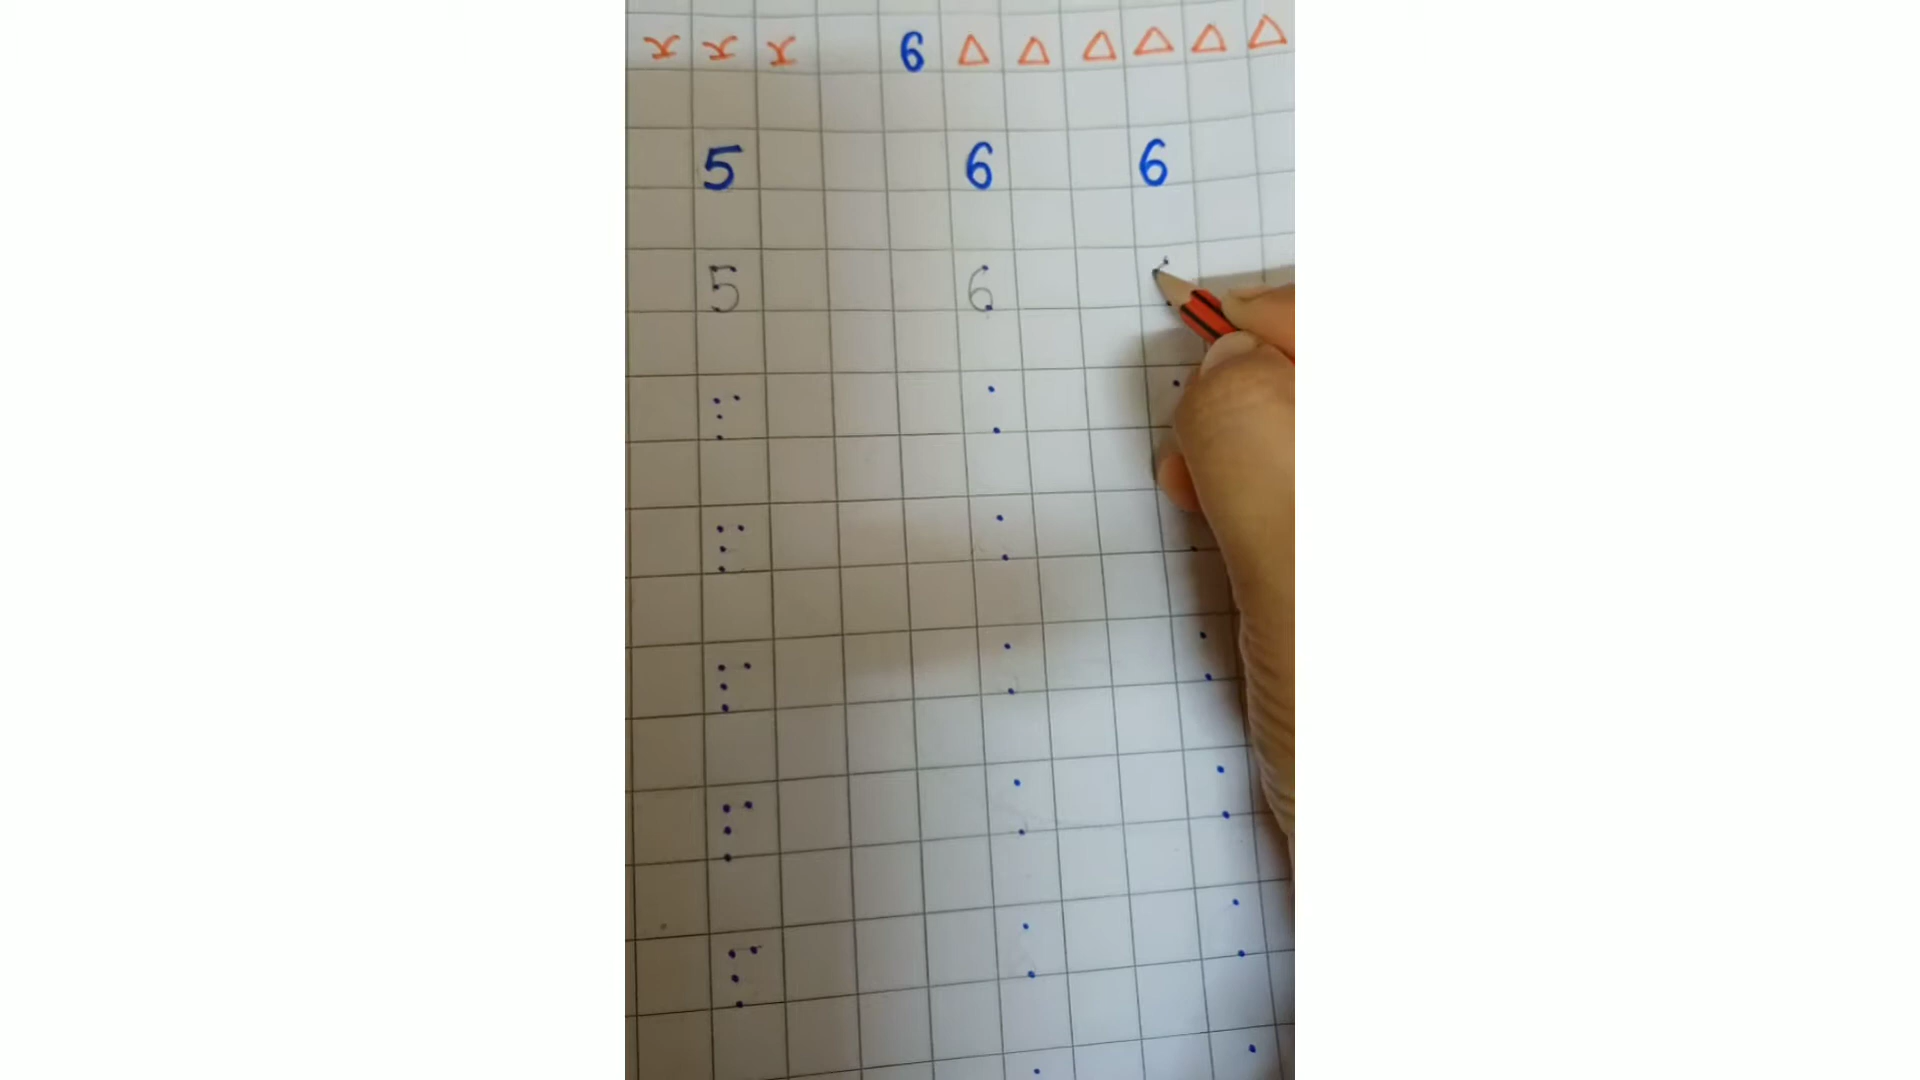 x x x 6 △ △ △ △ △ △
5 6 6
5 6